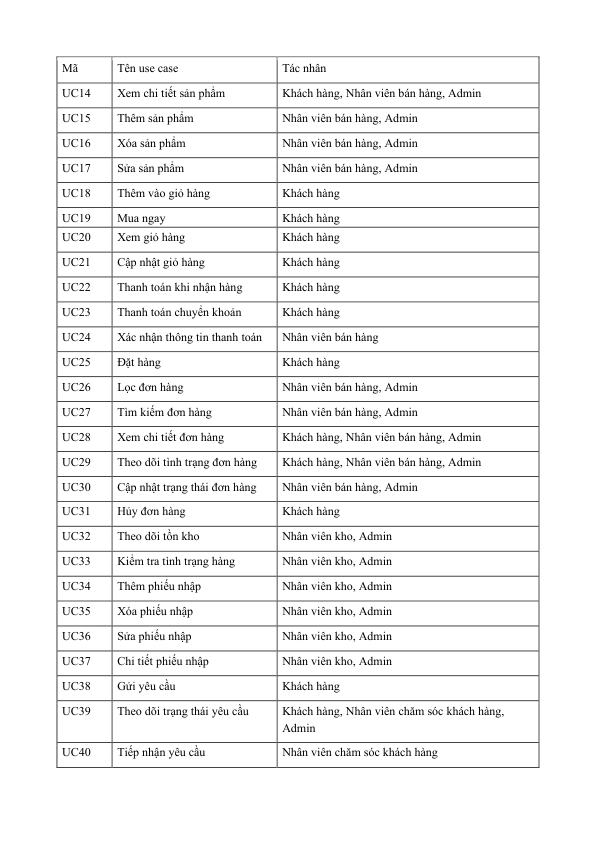 Mã Tên use case Tác nhân
UC14 Xem chi tiết sản phẩm Khách hàng, Nhân viên bán hàng, Admin
UC15 Thêm sản phẩm Nhân viên bán hàng, Admin
UC16 Xóa sản phẩm Nhân viên bán hàng, Admin
UC17 Sửa sản phẩm Nhân viên bán hàng, Admin
UC18 Thêm vào giỏ hàng Khách hàng
UC19 Mua ngay Khách hàng
UC20 Xem giỏ hàng Khách hàng
UC21 Cập nhật giỏ hàng Khách hàng
UC22 Thanh toán khi nhận hàng Khách hàng
UC23 Thanh toán chuyển khoản Khách hàng
UC24 Xác nhận thông tin thanh toán Nhân viên bán hàng
UC25 Đặt hàng Khách hàng
UC26 Lọc đơn hàng Nhân viên bán hàng, Admin
UC27 Tìm kiếm đơn hàng Nhân viên bán hàng, Admin
UC28 Xem chi tiết đơn hàng Khách hàng, Nhân viên bán hàng, Admin
UC29 Theo dõi tình trạng đơn hàng Khách hàng, Nhân viên bán hàng, Admin
UC30 Cập nhật trạng thái đơn hàng Nhân viên bán hàng, Admin
UC31 Hủy đơn hàng Khách hàng
UC32 Theo dõi tồn kho Nhân viên kho, Admin
UC33 Kiểm tra tình trạng hàng Nhân viên kho, Admin
UC34 Thêm phiếu nhập Nhân viên kho, Admin
UC35 Xóa phiếu nhập Nhân viên kho, Admin
UC36 Sửa phiếu nhập Nhân viên kho, Admin
UC37 Chi tiết phiếu nhập Nhân viên kho, Admin
UC38 Gửi yêu cầu Khách hàng
UC39 Theo dõi trạng thái yêu cầu Khách hàng, Nhân viên chăm sóc khách hàng,
Admin
UC40 Tiếp nhận yêu cầu Nhân viên chăm sóc khách hàng